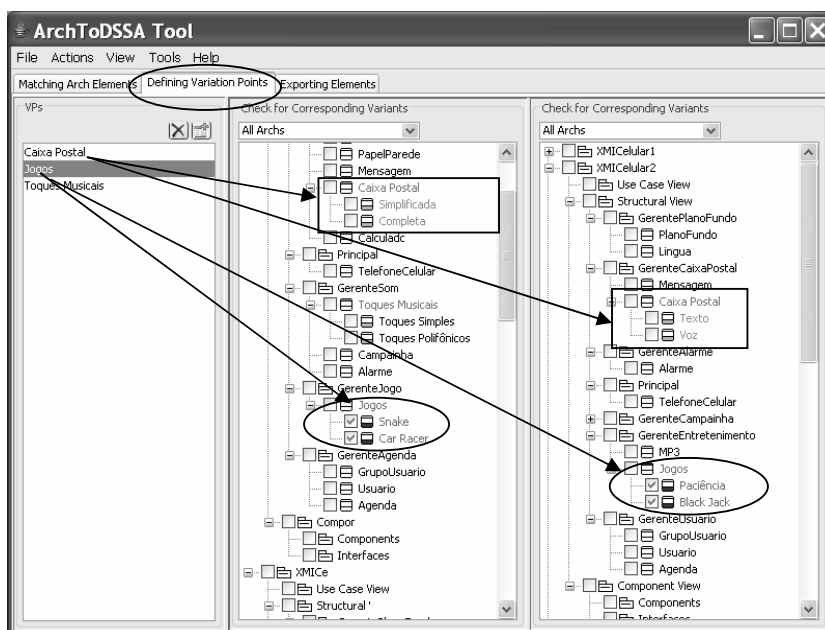 ArchToDSSA Tool
File Actions View Tools Help
Matching Arch Elements Defining Variation Points Exporting Elements
VPs
Caixa Postal
Jogos
Toques Musicais
Check for Corresponding Variants
All Archs
PapelParede
Mensagem
Caixa Postal
Simplificada
Completa
Calculadc
Principal
TelefoneCelular
GerenteSom
Toques Musicais
Toques Simples
Toques Polifônicos
Campainha
Alarme
GerenteJogo
Jogos
Snake
Car Racer
GerenteAgenda
GrupoUsuario
Usuario
Agenda
Compor
Components
Interfaces
XMICe
Use Case View
Structural '
Check for Corresponding Variants
All Archs
XMICelular1
XMICelular2
Use Case View
Structural View
GerentePlanoFundo
PlanoFundo
Lingua
GerenteCaixaPostal
Mensagem
Caixa Postal
Texto
Voz
GerenteAlarme
Alarme
Principal
TelefoneCelular
GerenteCampainha
GerenteEntretenimento
MP3
Jogos
Paciência
Black Jack
GerenteUsuario
GrupoUsuario
Usuario
Agenda
Component View
Components
Interfaces